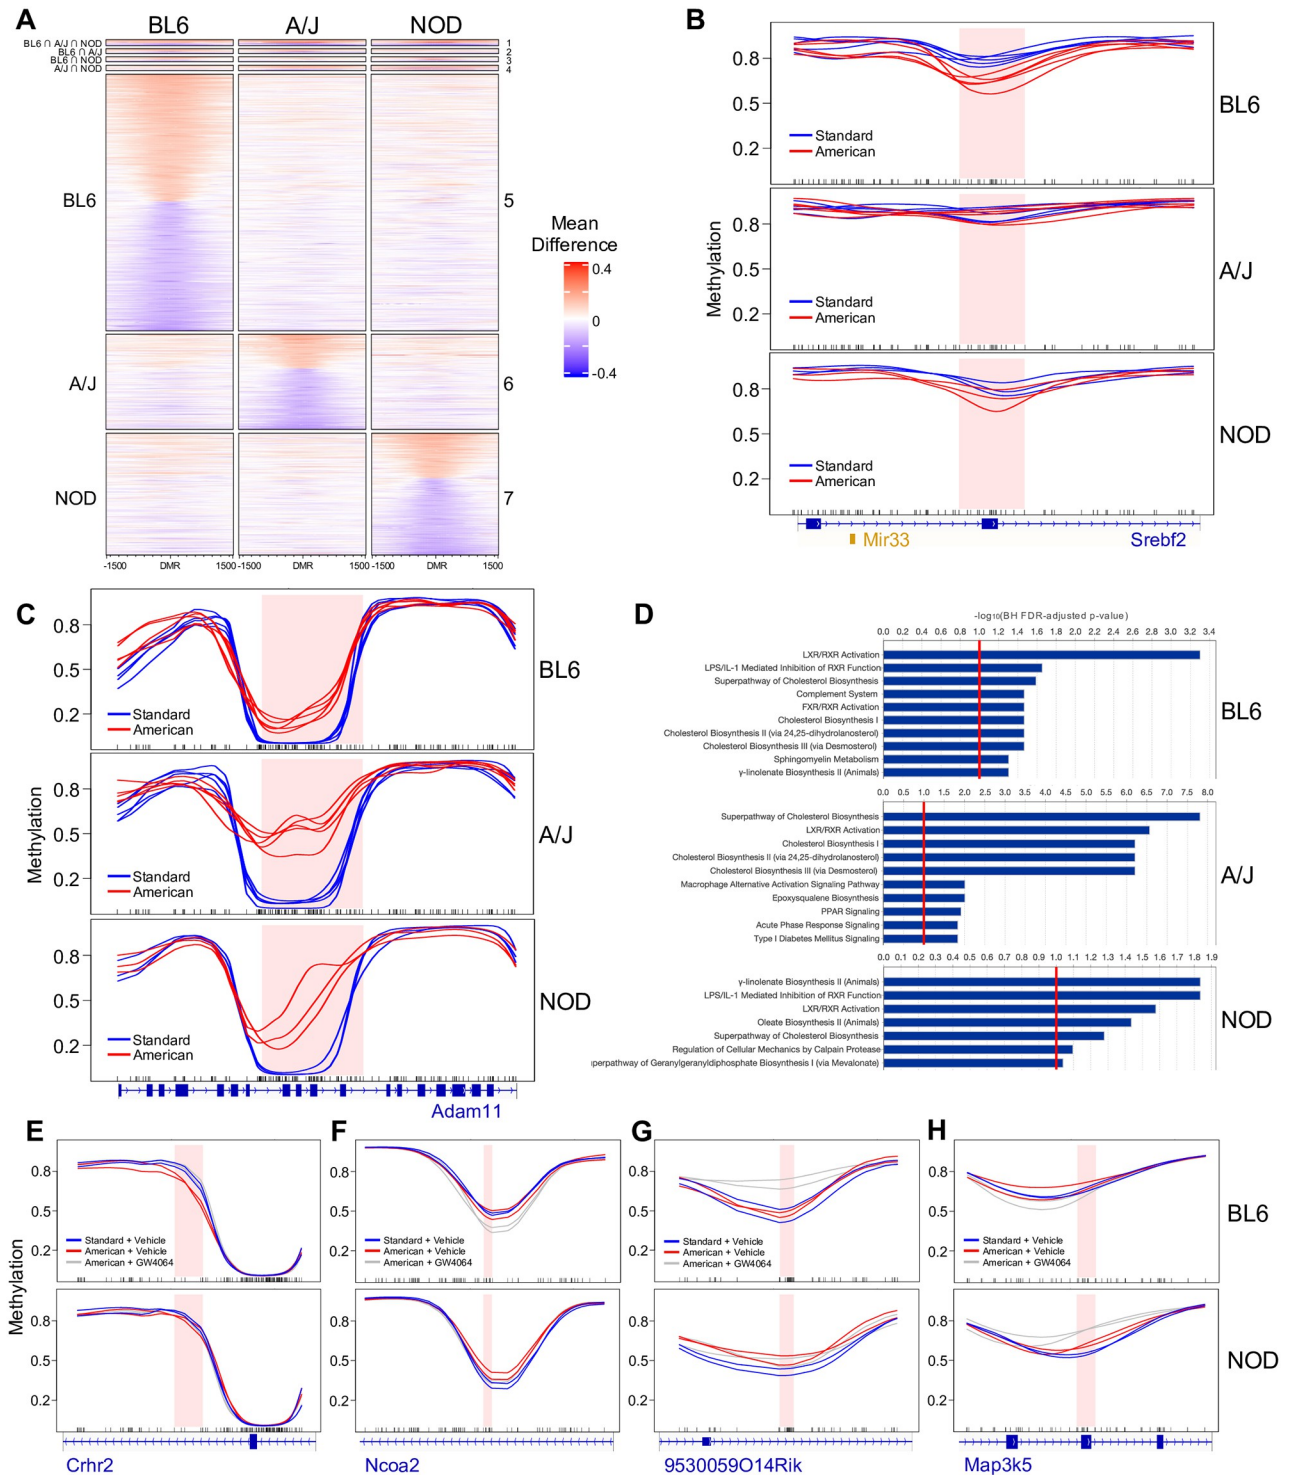 A
BL6 A/J NOD
BL6 ∩ A/J ∩ NOD 1
BL6 ∩ A/J 2
BL6 ∩ NOD 3
A/J ∩ NOD 4
BL6 5
A/J 6
NOD 7
-1500 DMR 1500 -1500 DMR 1500 -1500 DMR 1500
Mean
Difference
0.4
0
-0.4
B
Methylation
0.8
0.5
0.2
Standard
American
BL6
0.8
0.5
0.2
Standard
American
A/J
0.8
0.5
0.2
Standard
American
NOD
Mir33 Srebf2
C
Methylation
0.8
0.5
0.2
Standard
American
BL6
0.8
0.5
0.2
Standard
American
A/J
0.8
0.5
0.2
Standard
American
NOD
Adam11
D
-log10(BH FDR-adjusted p-value)
0.0 0.2 0.4 0.6 0.8 1.0 1.2 1.4 1.6 1.8 2.0 2.2 2.4 2.6 2.8 3.0 3.2 3.4
LXR/RXR Activation
LPS/IL-1 Mediated Inhibition of RXR Function
Superpathway of Cholesterol Biosynthesis
Complement System
FXR/RXR Activation
Cholesterol Biosynthesis I
Cholesterol Biosynthesis II (via 24,25-dihydrolanosterol)
Cholesterol Biosynthesis III (via Desmosterol)
Sphingomyelin Metabolism
γ-linolenate Biosynthesis II (Animals)
BL6
0.0 0.5 1.0 1.5 2.0 2.5 3.0 3.5 4.0 4.5 5.0 5.5 6.0 6.5 7.0 7.5 8.0
Superpathway of Cholesterol Biosynthesis
LXR/RXR Activation
Cholesterol Biosynthesis I
Cholesterol Biosynthesis II (via 24,25-dihydrolanosterol)
Cholesterol Biosynthesis III (via Desmosterol)
Macrophage Alternative Activation Signaling Pathway
Epoxysqualene Biosynthesis
PPAR Signaling
Acute Phase Response Signaling
Type I Diabetes Mellitus Signaling
A/J
0.0 0.1 0.2 0.3 0.4 0.5 0.6 0.7 0.8 0.9 1.0 1.1 1.2 1.3 1.4 1.5 1.6 1.7 1.8 1.9
γ-linolenate Biosynthesis II (Animals)
LPS/IL-1 Mediated Inhibition of RXR Function
LXR/RXR Activation
Oleate Biosynthesis II (Animals)
Superpathway of Cholesterol Biosynthesis
Regulation of Cellular Mechanics by Calpain Protease
perpathway of Geranylgeranyldiphosphate Biosynthesis I (via Mevalonate)
NOD
E
Methylation
0.8
0.5
0.2
Standard + Vehicle
American + Vehicle
American + GW4064
0.8
0.5
0.2
Crhr2
F
0.8
0.5
0.2
Standard + Vehicle
American + Vehicle
American + GW4064
0.8
0.5
0.2
Ncoa2
G
0.8
0.5
0.2
Standard + Vehicle
American + Vehicle
American + GW4064
0.8
0.5
0.2
9530059O14Rik
H
0.8
0.5
0.2
Standard + Vehicle
American + Vehicle
American + GW4064
BL6
0.8
0.5
0.2
NOD
Map3k5